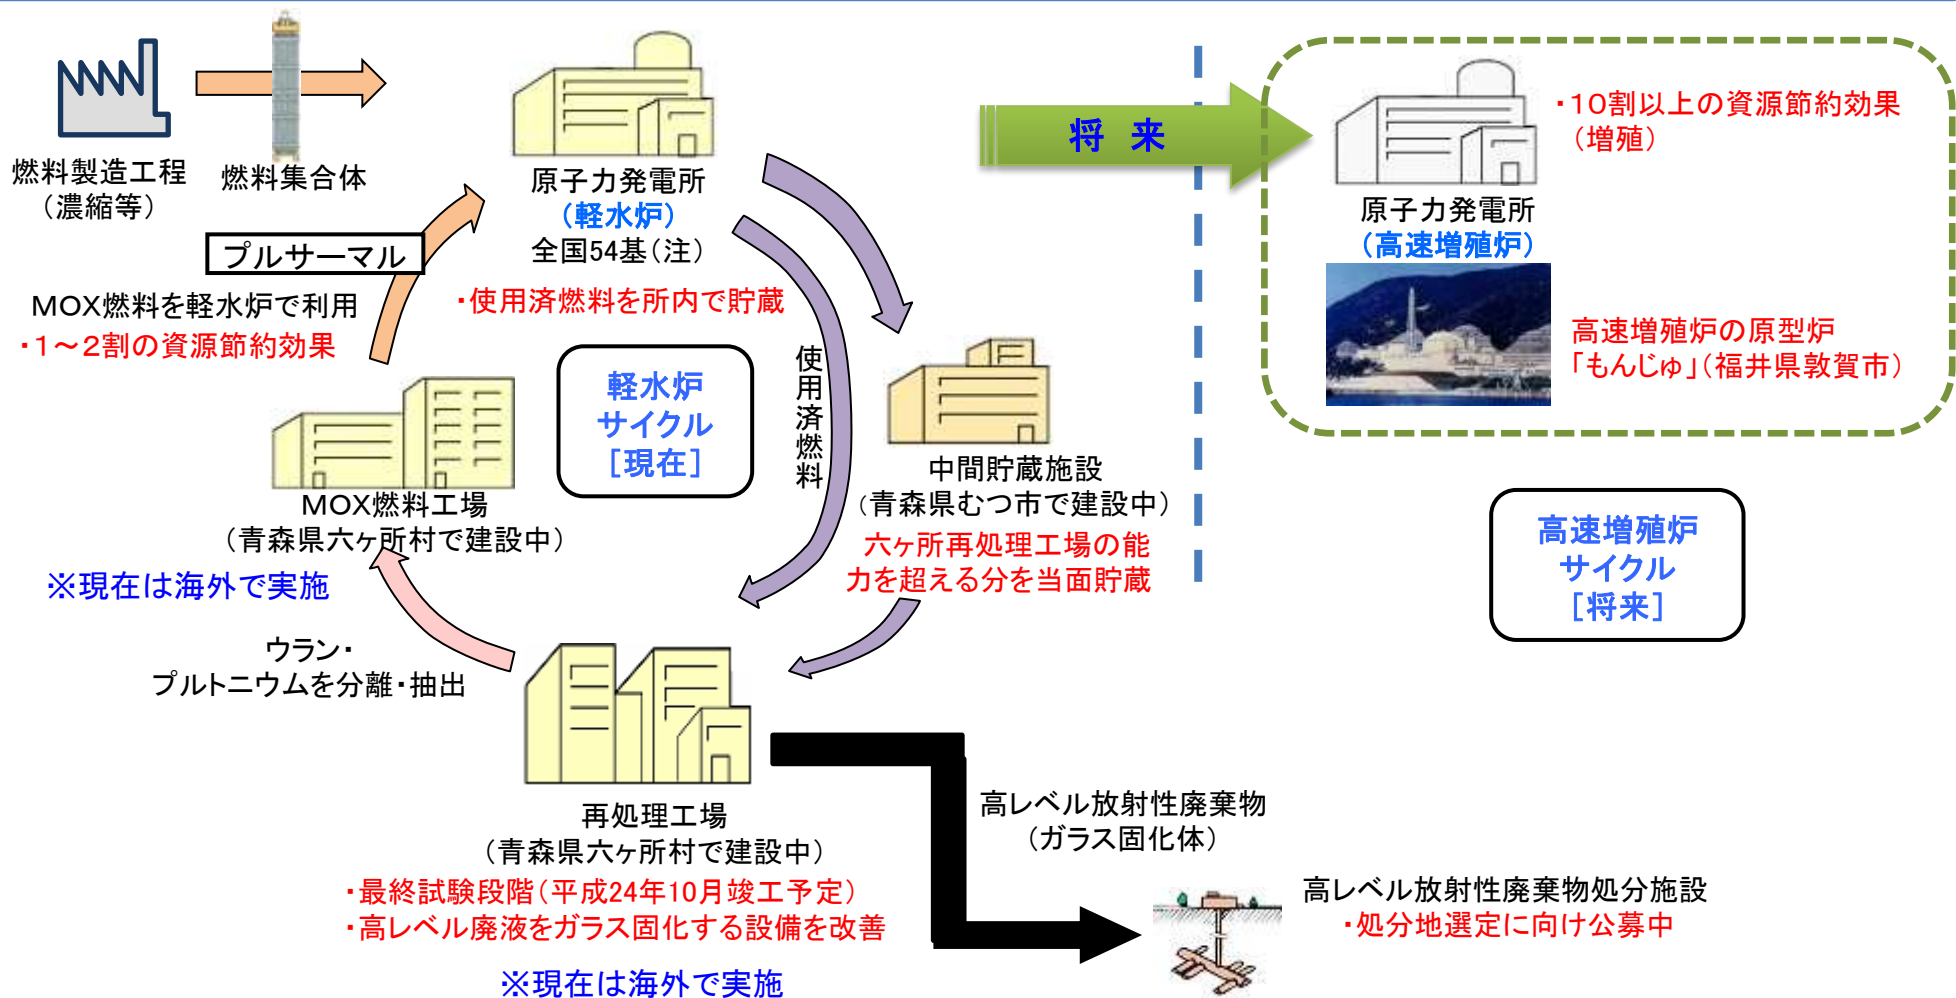 燃料製造工程
(濃縮等)
燃料集合体
プルサーマル
MOX燃料を軽水炉で利用
・1～2割の資源節約効果
原子力発電所
(軽水炉)
全国54基(注)
・使用済燃料を所内で貯蔵
軽水炉
サイクル
[現在]
使用済燃料
中間貯蔵施設
(青森県むつ市で建設中)
六ヶ所再処理工場の能
力を超える分を当面貯蔵
MOX燃料工場
(青森県六ヶ所村で建設中)
※現在は海外で実施
ウラン・
プルトニウムを分離・抽出
再処理工場
(青森県六ヶ所村で建設中)
・最終試験段階(平成24年10月竣工予定)
・高レベル廃液をガラス固化する設備を改善
※現在は海外で実施
高レベル放射性廃棄物
(ガラス固化体)
高レベル放射性廃棄物処分施設
・処分地選定に向け公募中
将 来
原子力発電所
(高速増殖炉)
・10割以上の資源節約効果
(増殖)
高速増殖炉の原型炉
「もんじゅ」(福井県敦賀市)
高速増殖炉
サイクル
[将来]